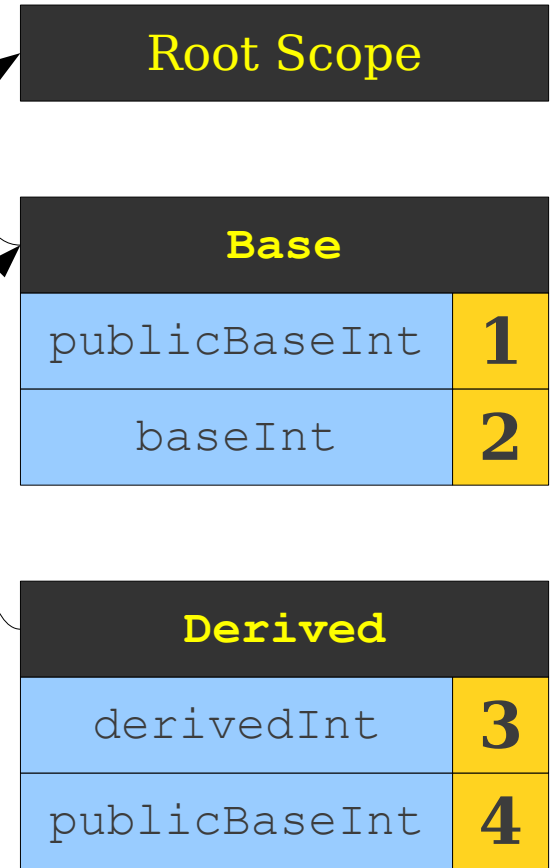 Root Scope
Base
publicBaseInt 1
baseInt 2
Derived
derivedInt 3
publicBaseInt 4